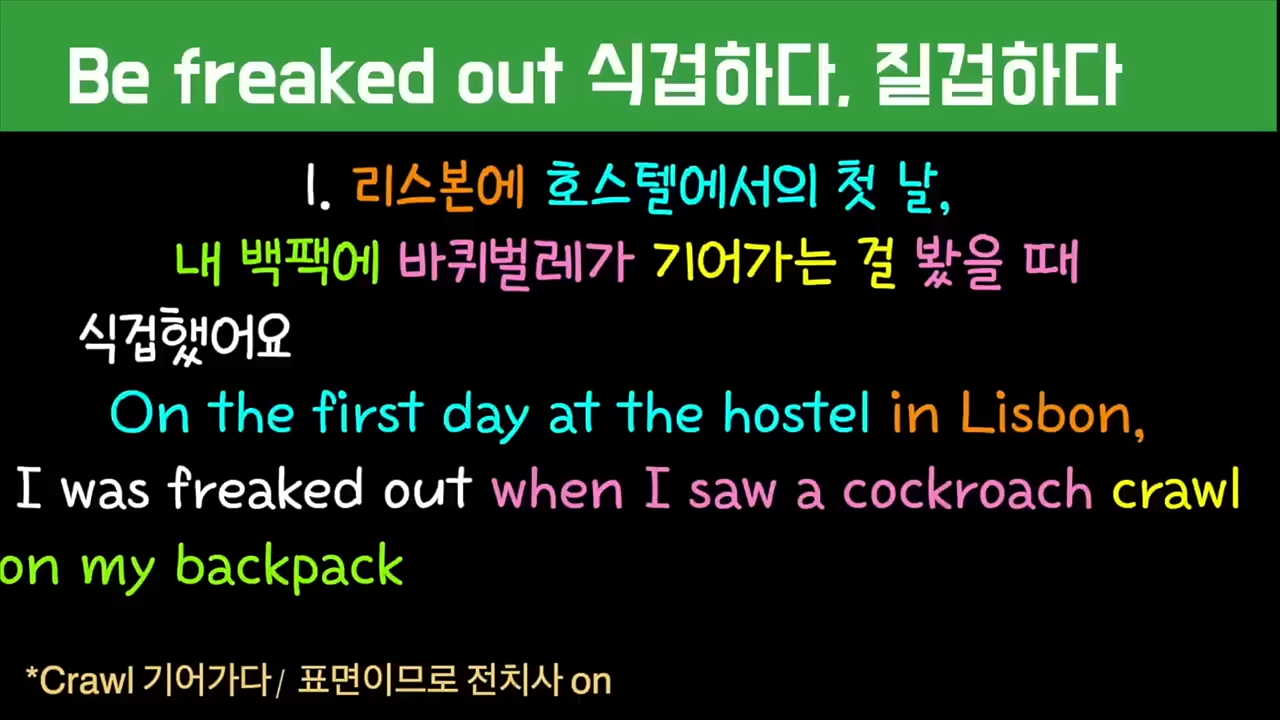 Be freaked out 식겁하다, 질겁하다
1. 리스본에 호스텔에서의 첫 날,
내 백팩에 바퀴벌레가 기어가는 걸 봤을 때
식겁했어요
On the first day at the hostel in Lisbon,
I was freaked out when I saw a cockroach crawl
on my backpack
*Crawl 기어가다/ 표면이므로 전치사 on